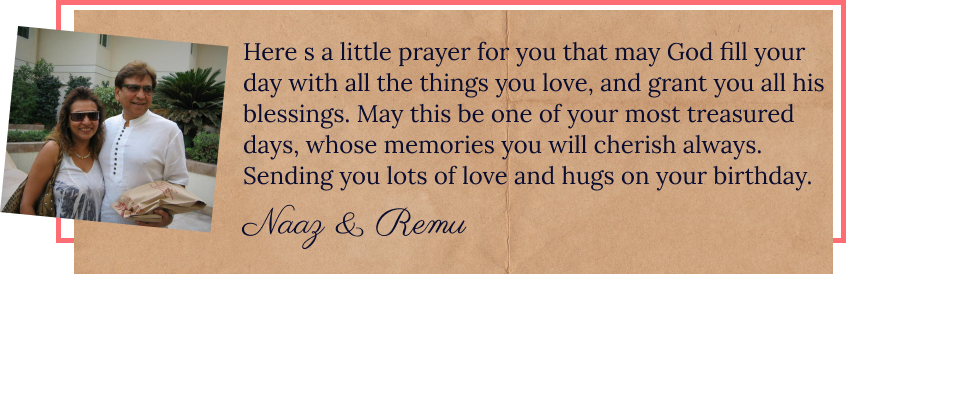 Here s a little prayer for you that may God fill your
day with all the things you love, and grant you all his
blessings. May this be one of your most treasured
days, whose memories you will cherish always.
Sending you lots of love and hugs on your birthday.
Naaz & Remu